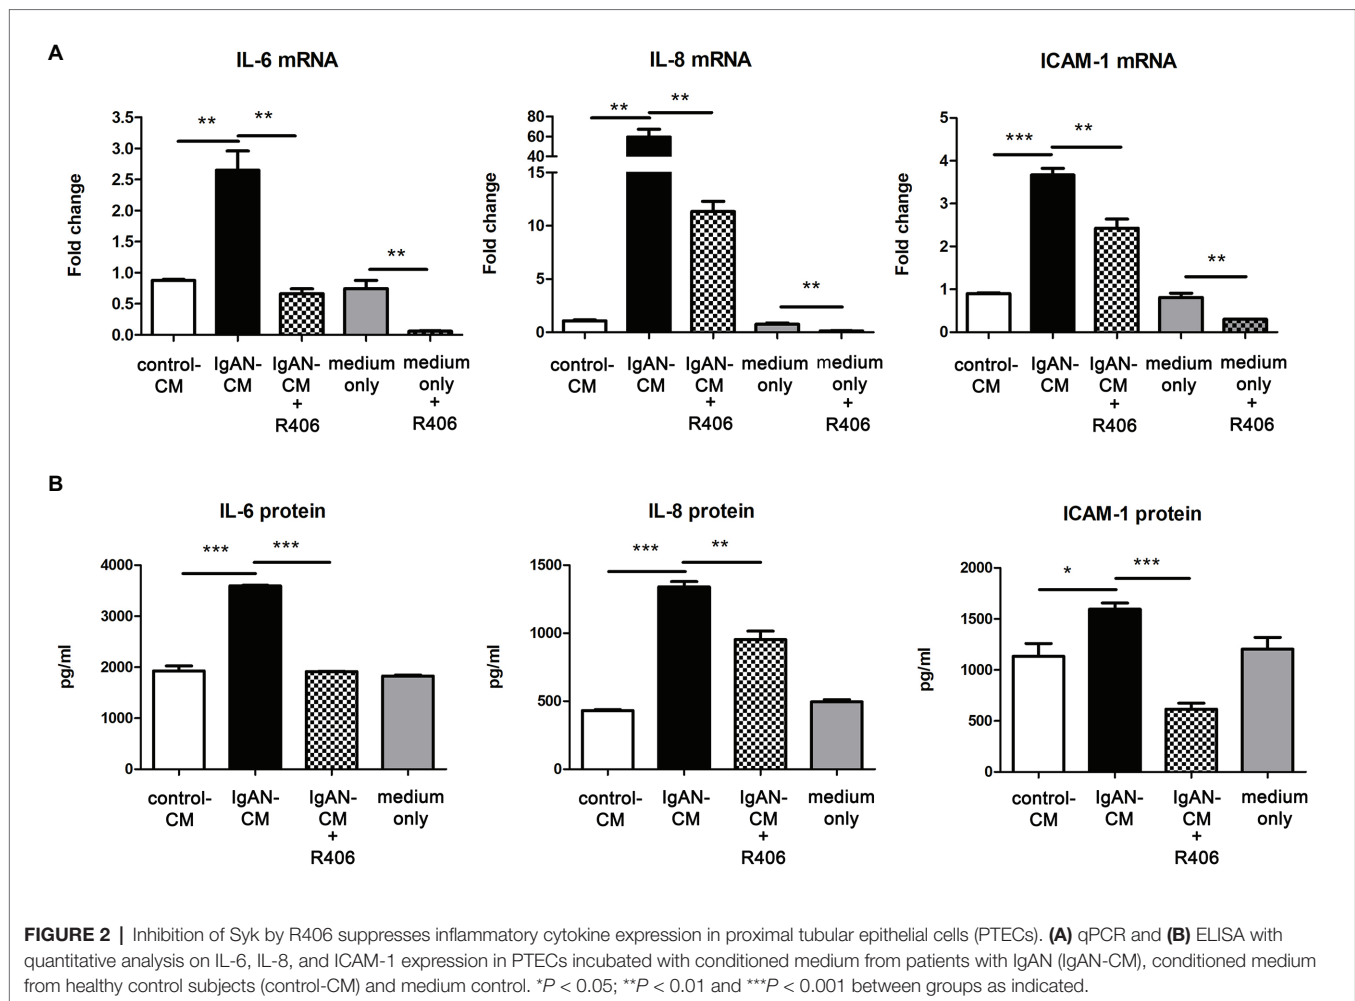 A
IL-6 mRNA
IL-8 mRNA
ICAM-1 mRNA
Fold change
3.5
3.0
2.5
2.0
1.5
1.0
0.5
0.0
**
**
**
control-CM
IgAN-CM
IgAN-CM + R406
medium only
medium only + R406
Fold change
80
60
40
15
10
5
0
**
**
**
control-CM
IgAN-CM
IgAN-CM + R406
medium only
medium only + R406
Fold change
5
4
3
2
1
0
***
**
**
control-CM
IgAN-CM
IgAN-CM + R406
medium only
medium only + R406
B
IL-6 protein
IL-8 protein
ICAM-1 protein
pg/ml
4000
3000
2000
1000
0
***
***
control-CM
IgAN-CM
IgAN-CM + R406
medium only
pg/ml
1500
1000
500
0
***
**
control-CM
IgAN-CM
IgAN-CM + R406
medium only
pg/ml
2000
1500
1000
500
0
*
***
control-CM
IgAN-CM
IgAN-CM + R406
medium only
FIGURE 2 | Inhibition of Syk by R406 suppresses inflammatory cytokine expression in proximal tubular epithelial cells (PTECs). (A) qPCR and (B) ELISA with
quantitative analysis on IL-6, IL-8, and ICAM-1 expression in PTECs incubated with conditioned medium from patients with IgAN (IgAN-CM), conditioned medium
from healthy control subjects (control-CM) and medium control. *P < 0.05; **P < 0.01 and ***P < 0.001 between groups as indicated.